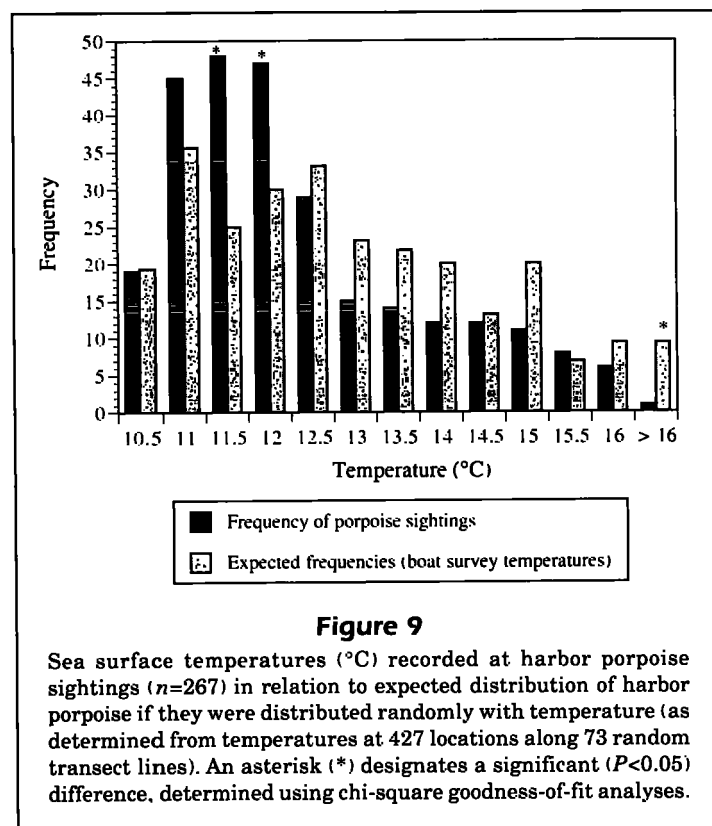 50
45
40
35
30
25
20
15
10
5
0
Frequency
* *
*
10.5 11 11.5 12 12.5 13 13.5 14 14.5 15 15.5 16 > 16
Temperature (°C)
Frequency of porpoise sightings
Expected frequencies (boat survey temperatures)
Figure 9
Sea surface temperatures (°C) recorded at harbor porpoise
sightings (n=267) in relation to expected distribution of harbor
porpoise if they were distributed randomly with temperature (as
determined from temperatures at 427 locations along 73 random
transect lines). An asterisk (*) designates a significant (P<0.05)
difference, determined using chi-square goodness-of-fit analyses.